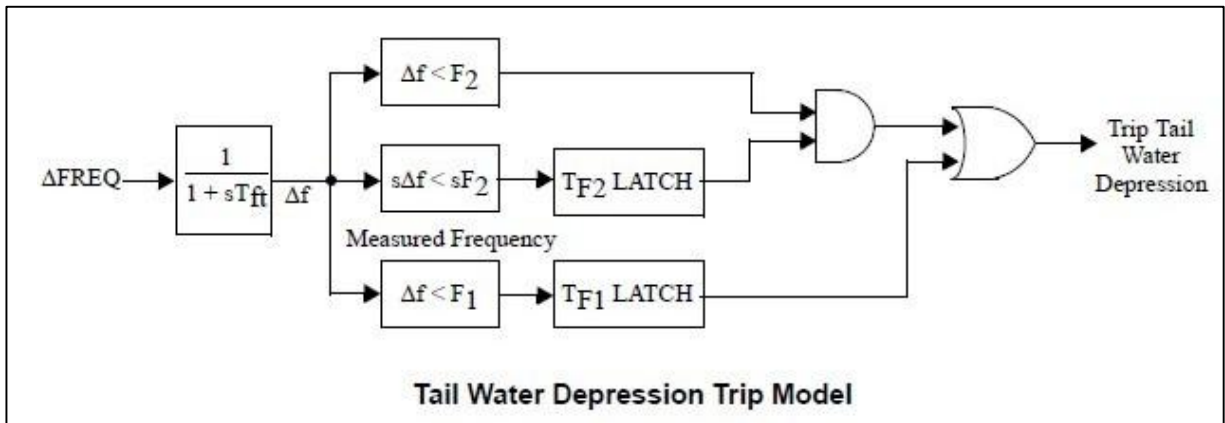 Δf < F2
ΔFREQ
1
1 + sTft
Δf
sΔf < sF2
TF2 LATCH
Measured Frequency
Δf < F1
TF1 LATCH
Trip Tail
Water
Depression
Tail Water Depression Trip Model